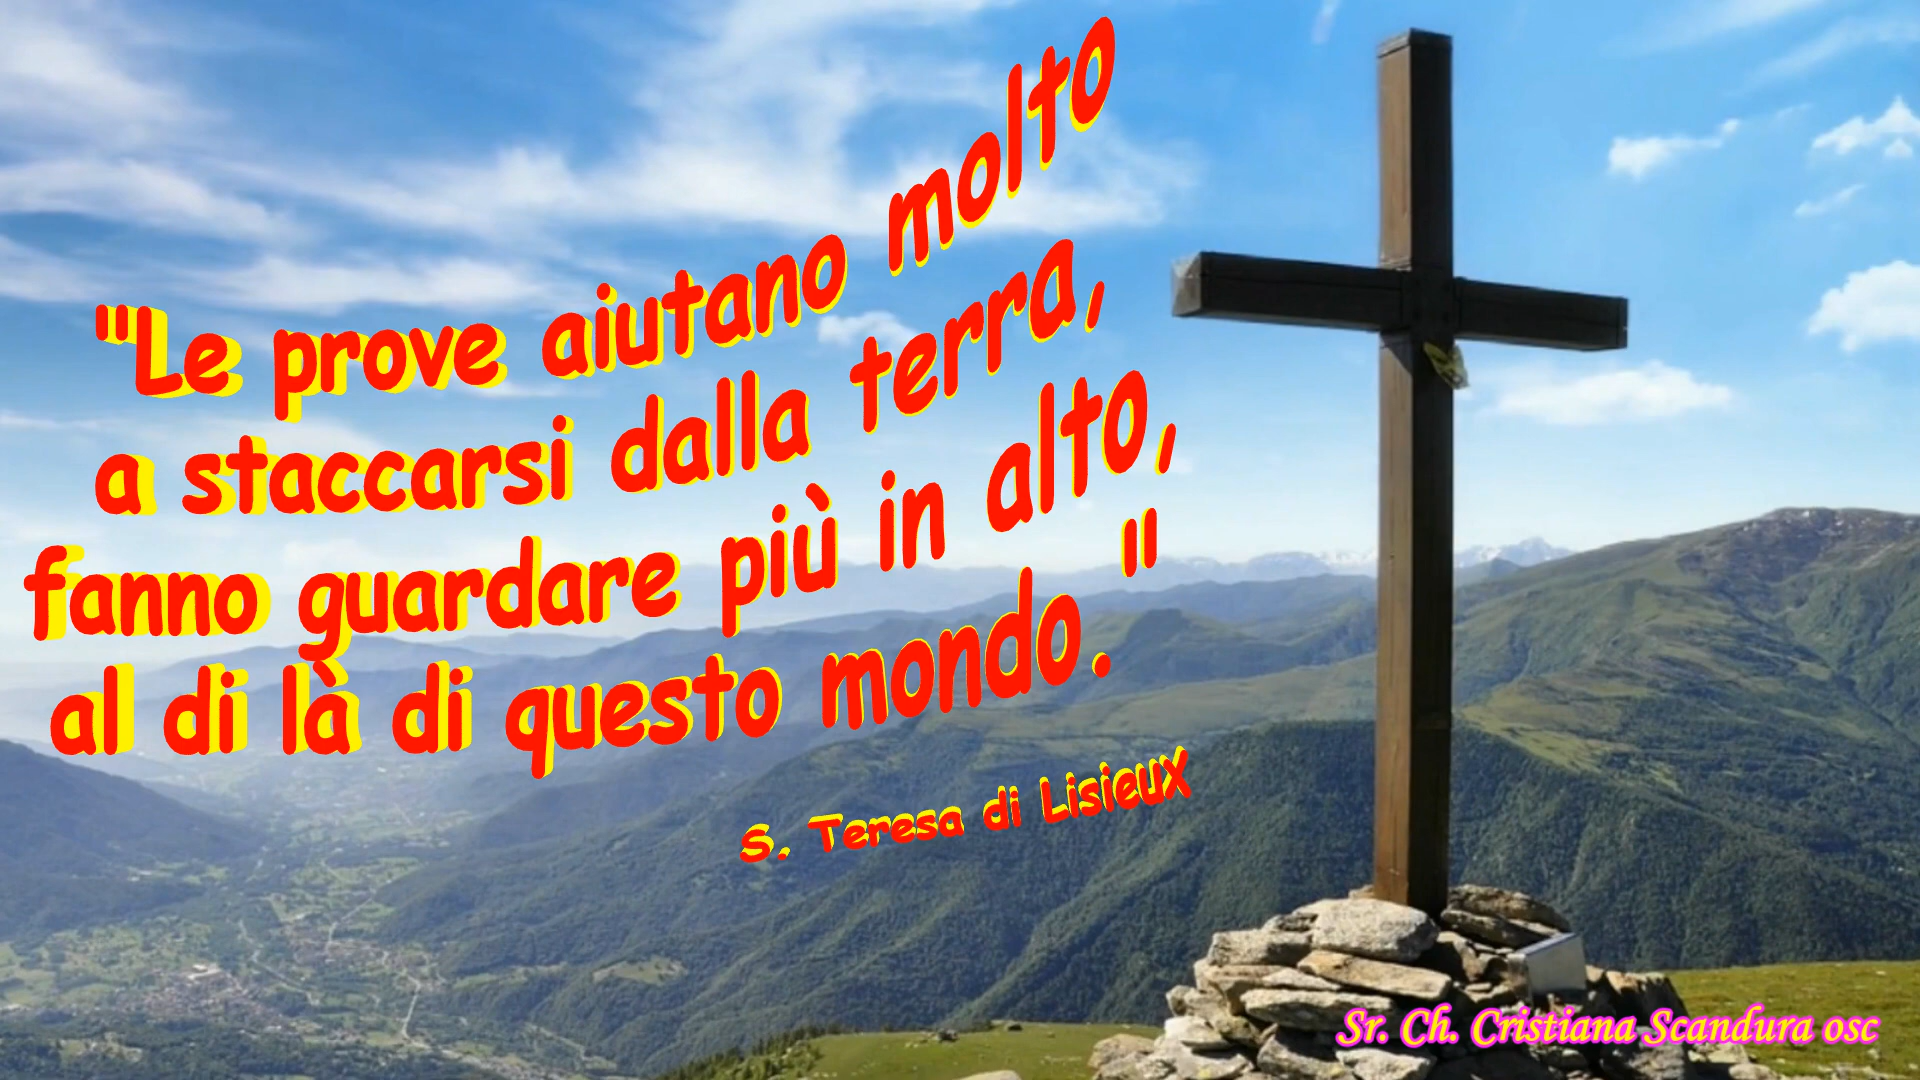 "Le prove aiutano molto
a staccarsi dalla terra,
fanno guardare più in alto,
al di là di questo mondo."
S. Teresa di Lisieux
Sr. Ch. Cristiana Scandura osc